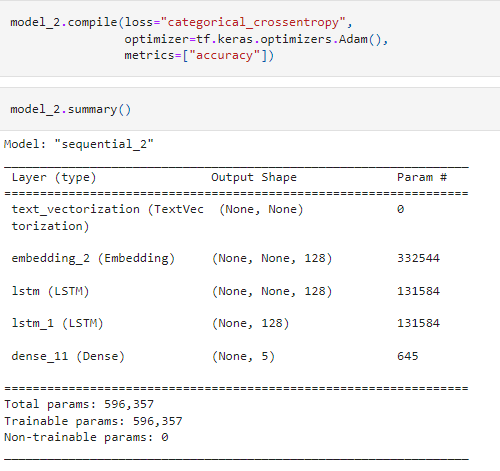 model_2.compile(loss="categorical_crossentropy",
optimizer=tf.keras.optimizers.Adam(),
metrics=["accuracy"])
model_2.summary()
Model: "sequential_2"
_________________________________________________________________
Layer (type) Output Shape Param #
=================================================================
text_vectorization (TextVec (None, None) 0
torization)
embedding_2 (Embedding) (None, None, 128) 332544
lstm (LSTM) (None, None, 128) 131584
lstm_1 (LSTM) (None, 128) 131584
dense_11 (Dense) (None, 5) 645
=================================================================
Total params: 596,357
Trainable params: 596,357
Non-trainable params: 0
_________________________________________________________________